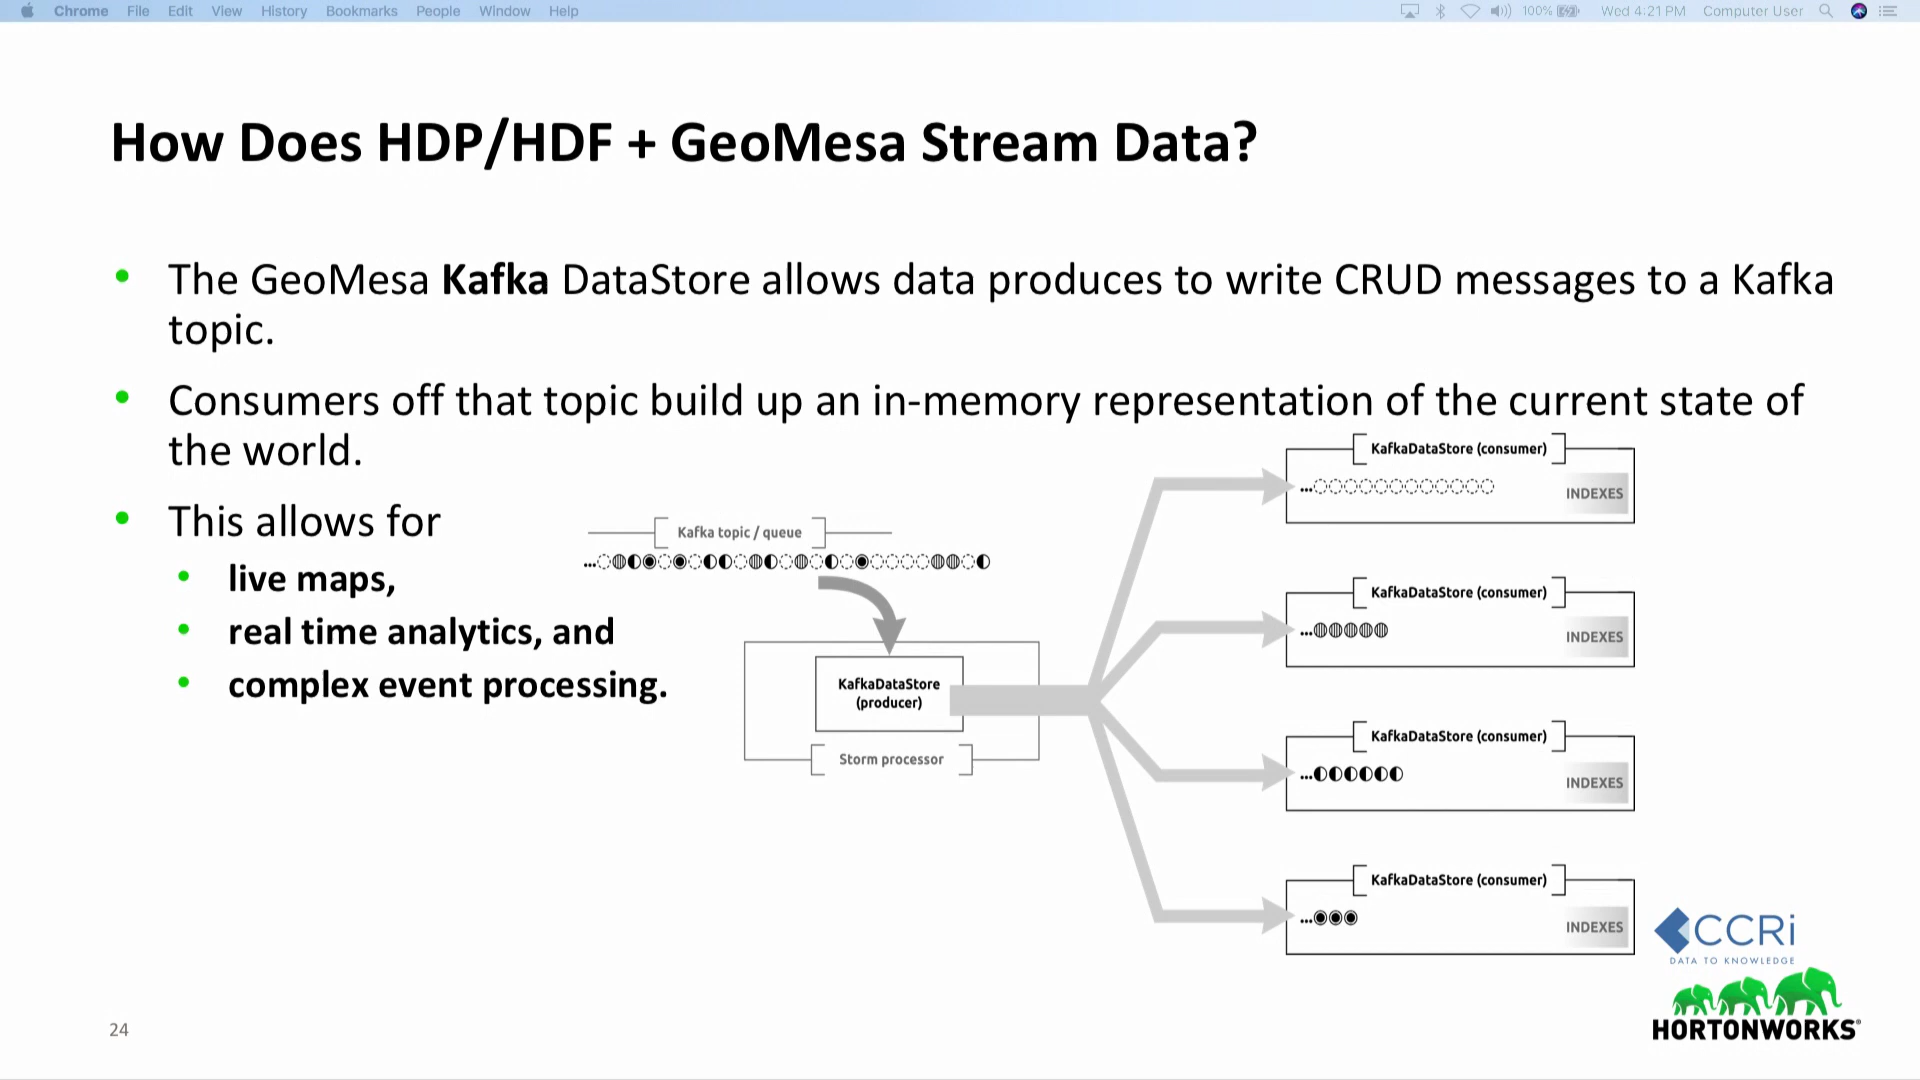 Chrome File Edit View History Bookmarks People Window Help 100% Wed 4:21 PM Computer User
How Does HDP/HDF + GeoMesa Stream Data?
• The GeoMesa Kafka DataStore allows data produces to write CRUD messages to a Kafka
topic.
• Consumers off that topic build up an in-memory representation of the current state of
the world.
• This allows for
• live maps,
• real time analytics, and
• complex event processing.
Kafka topic / queue
...
KafkaDataStore
(producer)
Storm processor
KafkaDataStore (consumer)
...
INDEXES
KafkaDataStore (consumer)
...
INDEXES
KafkaDataStore (consumer)
...
INDEXES
KafkaDataStore (consumer)
...
INDEXES
CCRi
DATA TO KNOWLEDGE
HORTONWORKS®
24